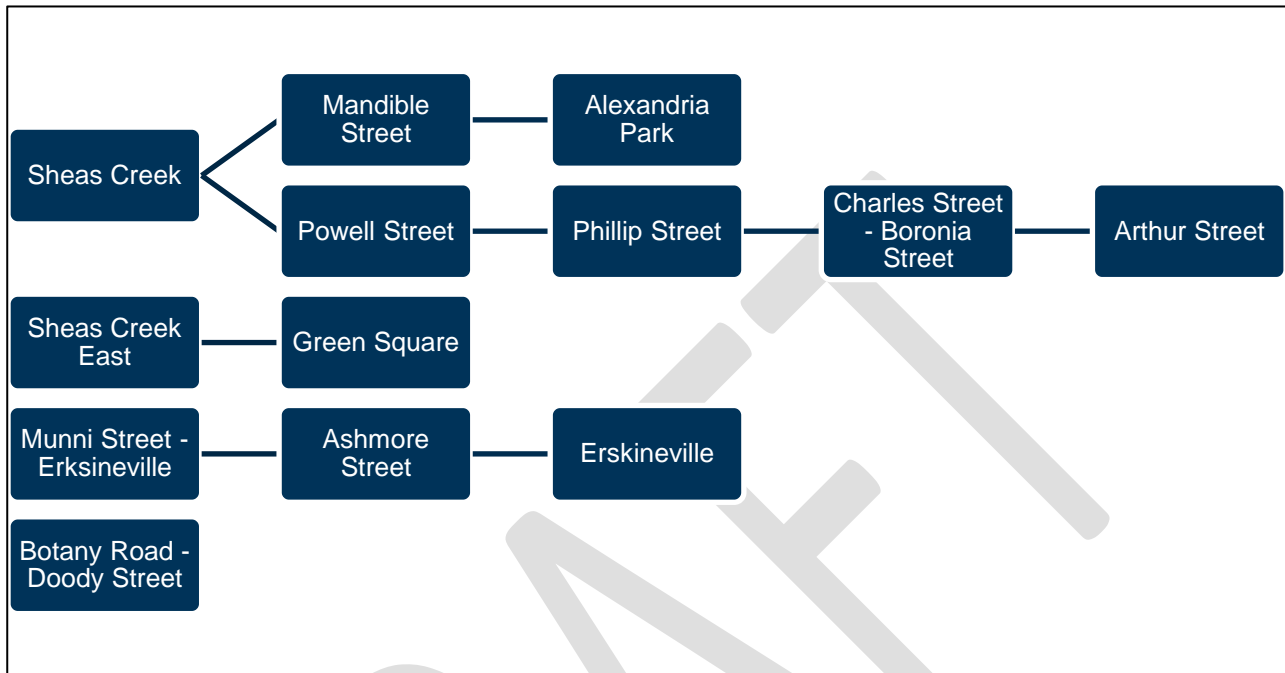 Mandible
Street
Alexandria
Park
Sheas Creek
Powell Street
Phillip Street
Charles Street
- Boronia
Street
Arthur Street
Sheas Creek
East
Green Square
Munni Street -
Erksineville
Ashmore
Street
Erskineville
Botany Road -
Doody Street
DRAFT